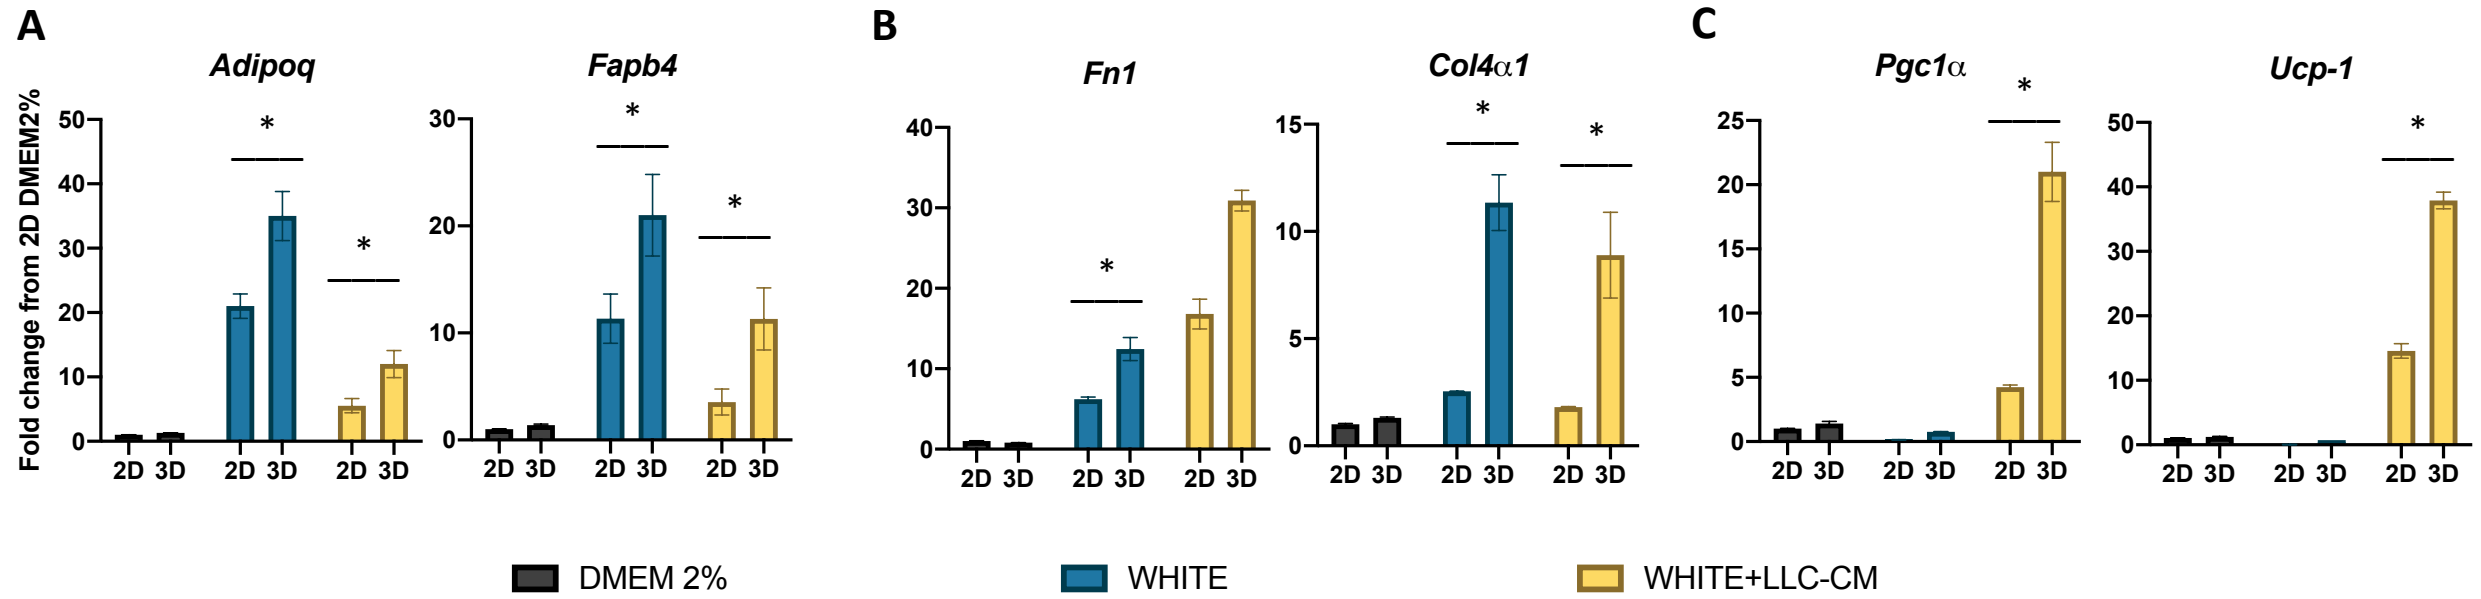 A
B
C
Adipoq
Fapb4
Fn1
Col4α1
Pgc1α
Ucp-1
Fold change from 2D DMEM2%
50
40
30
20
10
0
*
*
2D 3D 2D 3D 2D 3D
30
20
10
0
*
*
2D 3D 2D 3D 2D 3D
40
30
20
10
0
*
2D 3D 2D 3D 2D 3D
15
10
5
0
*
*
2D 3D 2D 3D 2D 3D
25
20
15
10
5
0
*
2D 3D 2D 3D 2D 3D
50
40
30
20
10
0
*
2D 3D 2D 3D 2D 3D
DMEM 2%
WHITE
WHITE+LLC-CM